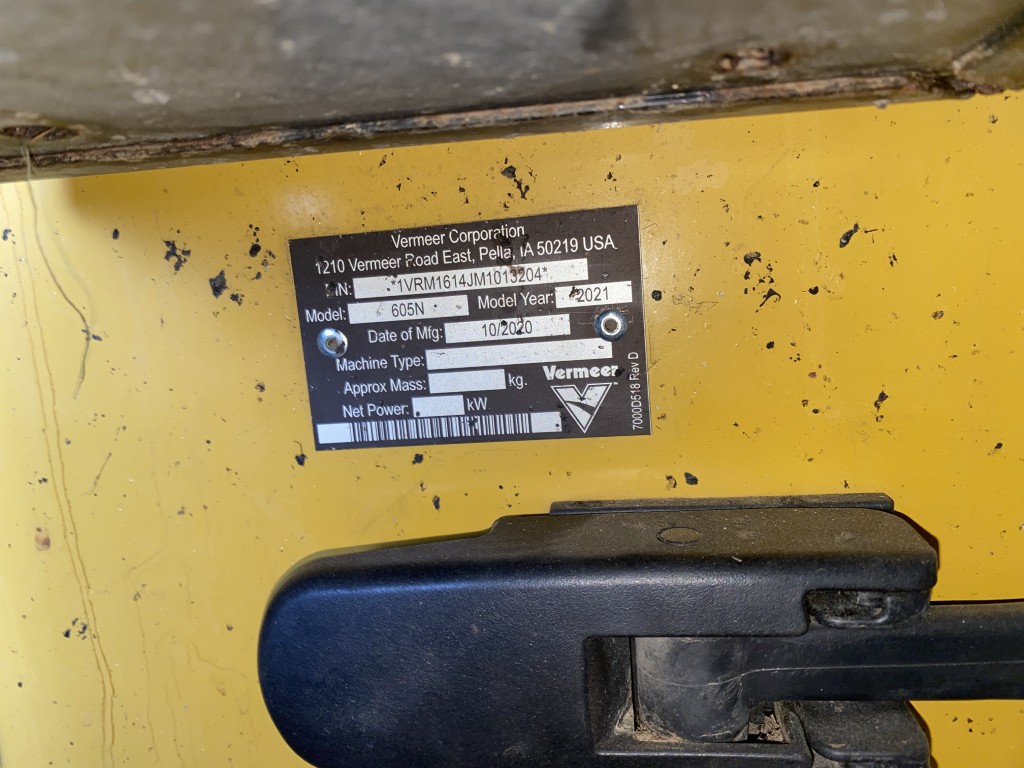 Vermeer Corporation
1210 Vermeer Road East, Pella, IA 50219 USA
PIN: *1VRM1614JM1013204*
Model: 605N Model Year: 2021
Date of Mfg: 10/2020
Machine Type:
Approx Mass: kg.
Net Power: kW
Vermeer
7000D518 Rev D